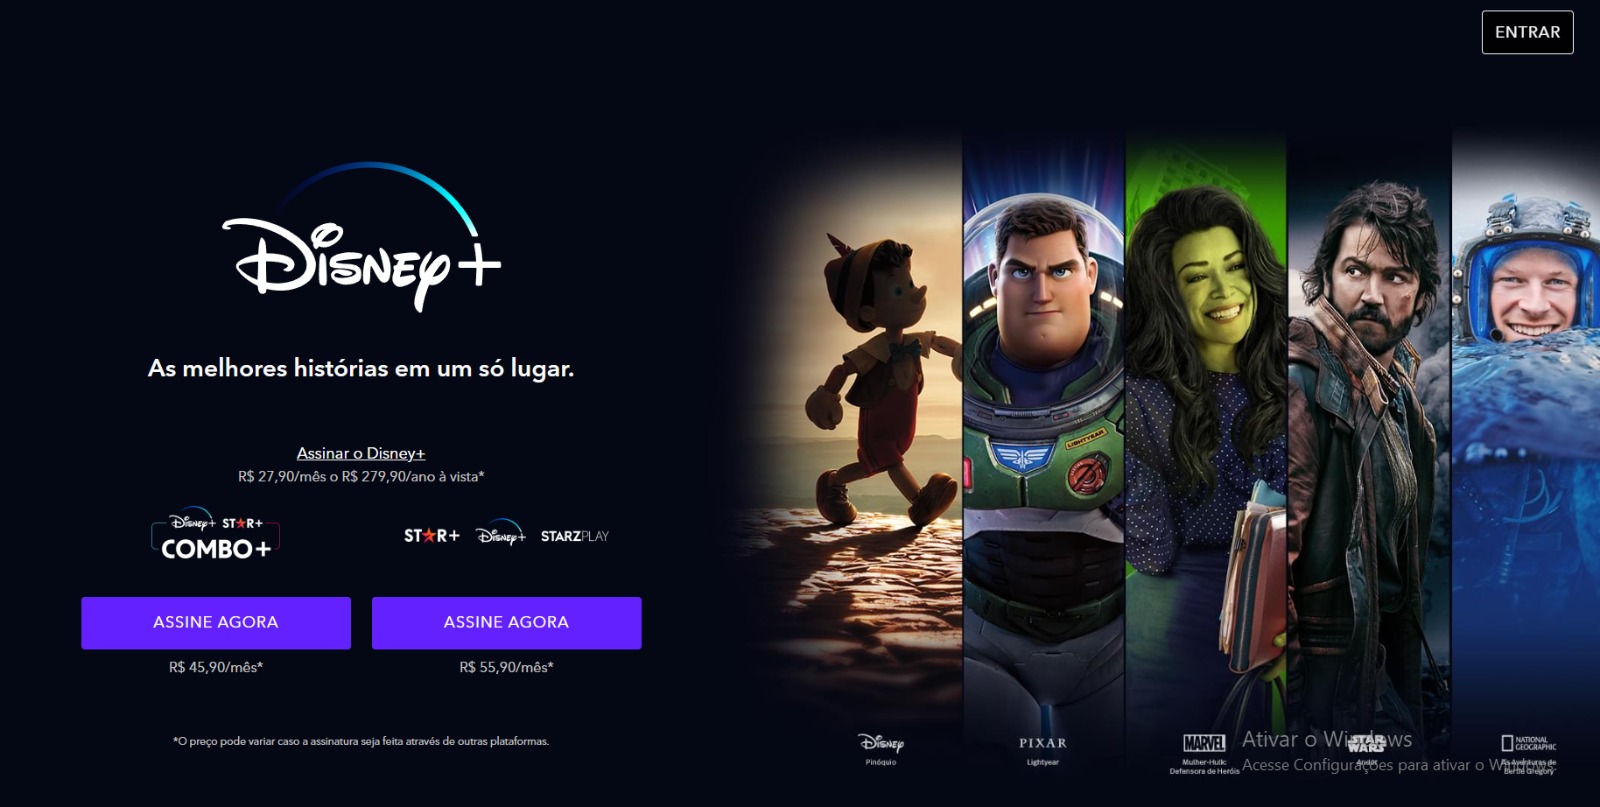 ENTRAR
Disney+
As melhores histórias em um só lugar.
Assinar o Disney+
R$ 27,90/mês o R$ 279,90/ano à vista*
Disney+ STAR+
COMBO+
STAR+ Disney+ STARZPLAY
ASSINE AGORA
R$ 45,90/mês*
ASSINE AGORA
R$ 55,90/mês*
*O preço pode variar caso a assinatura seja feita através de outras plataformas.
LIGHTYEAR
Disney
Pinóquio
PIXAR
Lightyear
MARVEL
Mulher-Hulk:
Defensora de Heróis
STAR
WARS
Andor
NATIONAL
GEOGRAPHIC
As Aventuras de
Bertie Gregory
Ativar o Windows
Acesse Configurações para ativar o Windows.